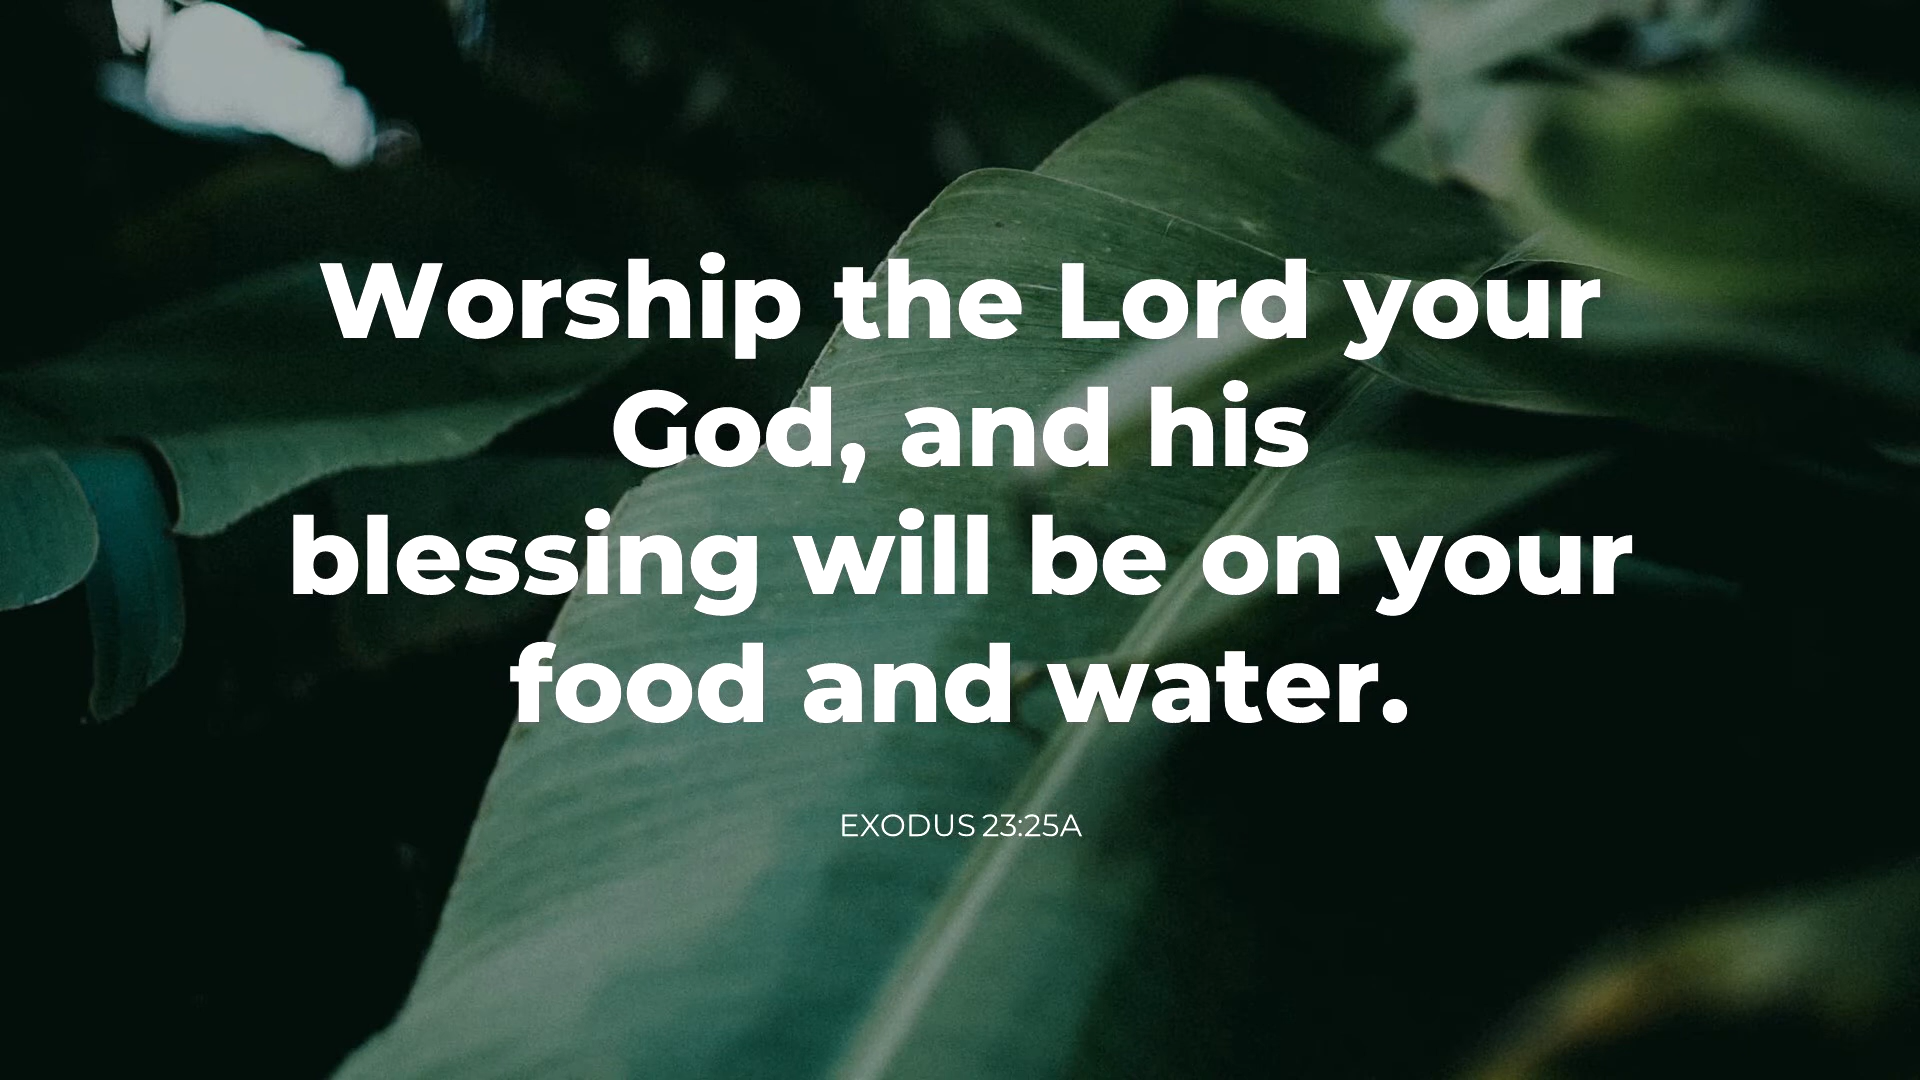 Worship the Lord your
God, and his
blessing will be on your
food and water.
EXODUS 23:25A